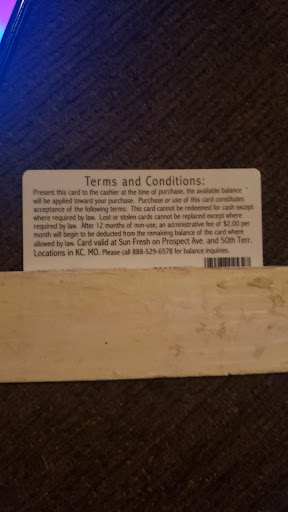 Terms and Conditions:
Present this card to the cashier at the time of purchase, the available balance
will be applied toward your purchase. Purchase or use of this card constitutes
acceptance of the following terms: This card cannot be redeemed for cash except
where required by law. Lost or stolen cards cannot be replaced except where
required by law. After 12 months of non-use, an acministrative fee of $2.00 per
month will begin to be deducted from the remaining balance of the card where
allowed by law. Card valid at Sun Fresh on Prospect Ave. and 50th Terr.
Locations in KC, MO. Please call 888-529-6578 for balance inquiries.